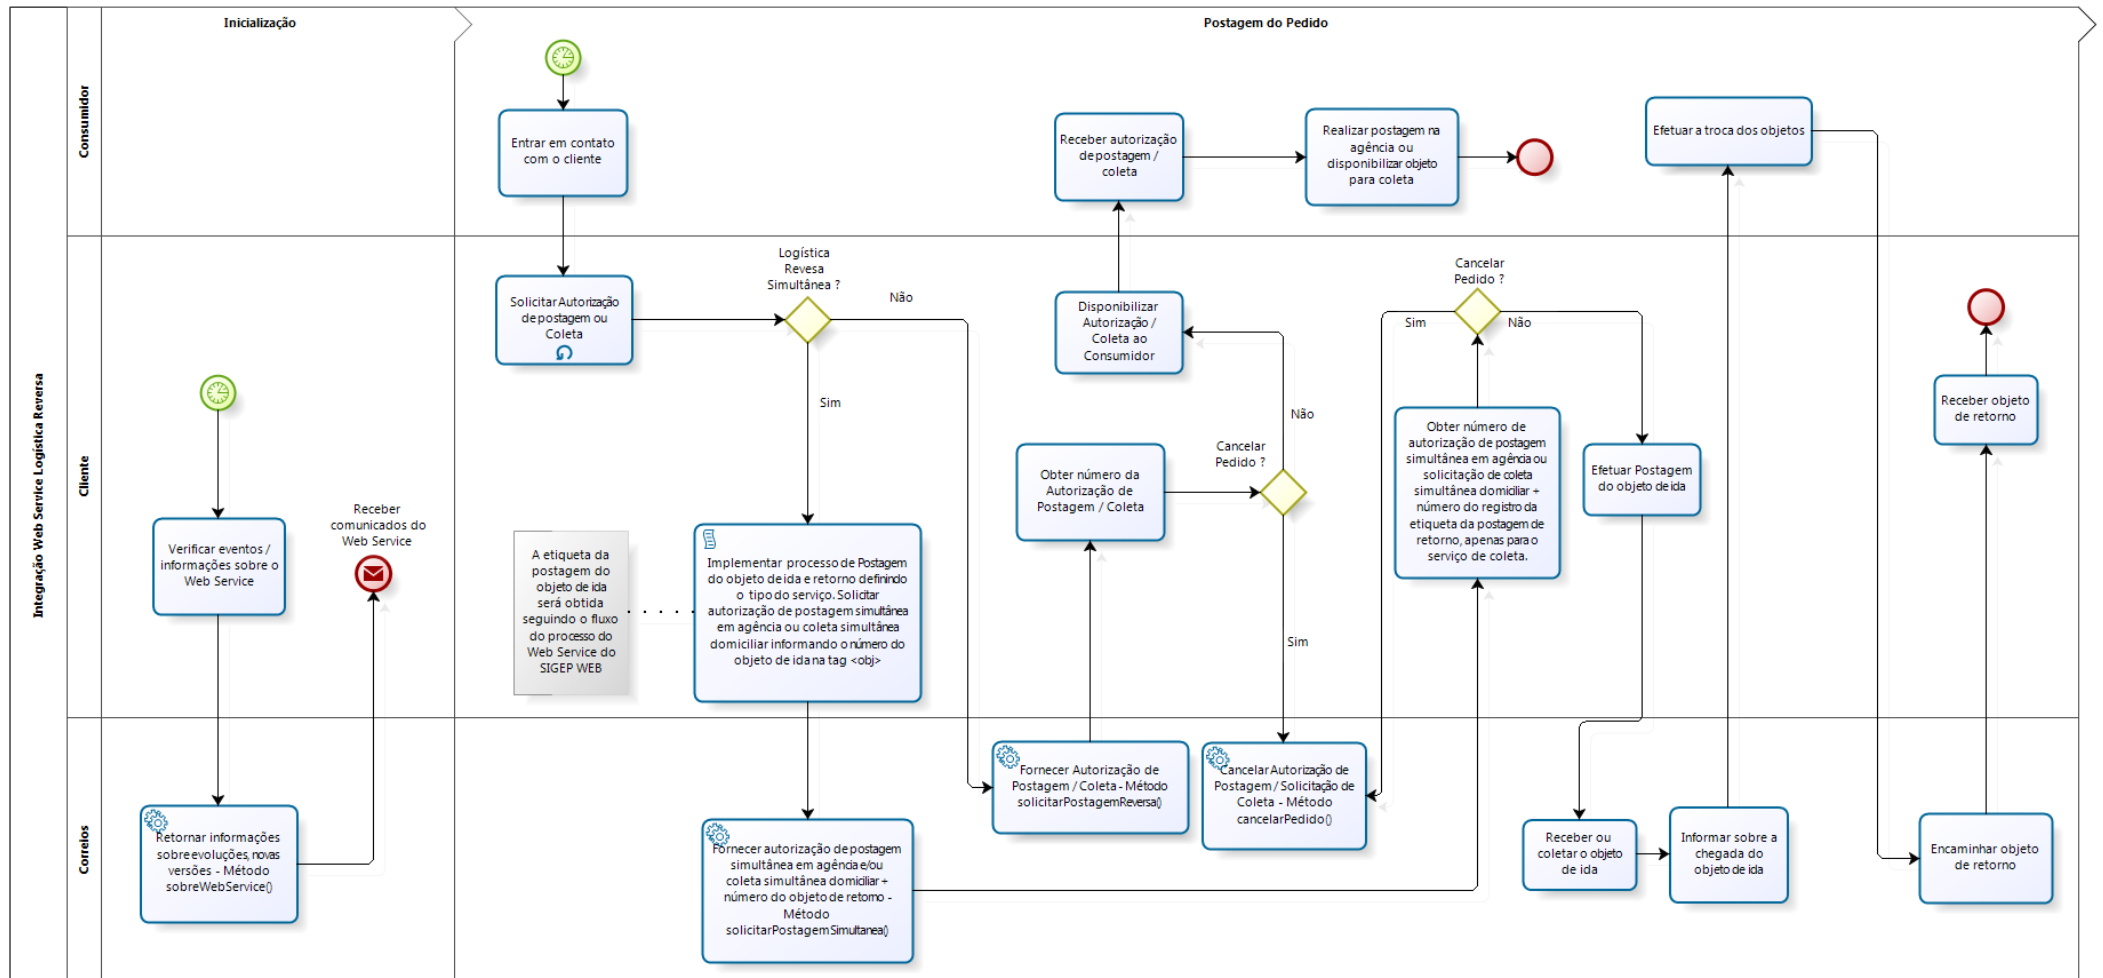 Inicialização
Postagem do Pedido
Integração Web Service Logística Reversa
Consumidor
Entrar em contato
com o cliente
Receber autorização
de postagem /
coleta
Realizar postagem na
agência ou
disponibilizar objeto
para coleta
Efetuar a troca dos objetos
Cliente
Solicitar Autorização
de postagem ou
Coleta
Logística
Revesa
Simultânea ?
Não
Sim
Disponibilizar
Autorização /
Coleta ao
Consumidor
Cancelar
Pedido ?
Sim
Não
Receber objeto
de retorno
Não
Cancelar
Pedido ?
Sim
Obter número da
Autorização de
Postagem / Coleta
Obter número de
autorização de postagem
simultânea em agência ou
solicitação de coleta
simultânea domiciliar +
número do registro da
etiqueta da postagem de
retorno, apenas para o
serviço de coleta.
Efetuar Postagem
do objeto de ida
Verificar eventos /
informações sobre o
Web Service
Receber
comunicados do
Web Service
A etiqueta da
postagem do
objeto de ida
será obtida
seguindo o fluxo
do processo do
Web Service do
SIGEP WEB
Implementar processo de Postagem
do objeto de ida e retorno definindo
o tipo do serviço. Solicitar
autorização de postagem simultânea
em agência ou coleta simultânea
domiciliar informando o número do
objeto de ida na tag <obj>
Correios
Retornar informações
sobre evoluções, novas
versões - Método
sobreWebService()
Fornecer autorização de postagem
simultânea em agência e/ou
coleta simultânea domiciliar +
número do objeto de retorno -
Método
solicitarPostagemSimultanea()
Fornecer Autorização de
Postagem / Coleta - Método
solicitarPostagemReversa()
Cancelar Autorização de
Postagem / Solicitação de
Coleta - Método
cancelarPedido()
Receber ou
coletar o objeto
de ida
Informar sobre a
chegada do
objeto de ida
Encaminhar objeto
de retorno